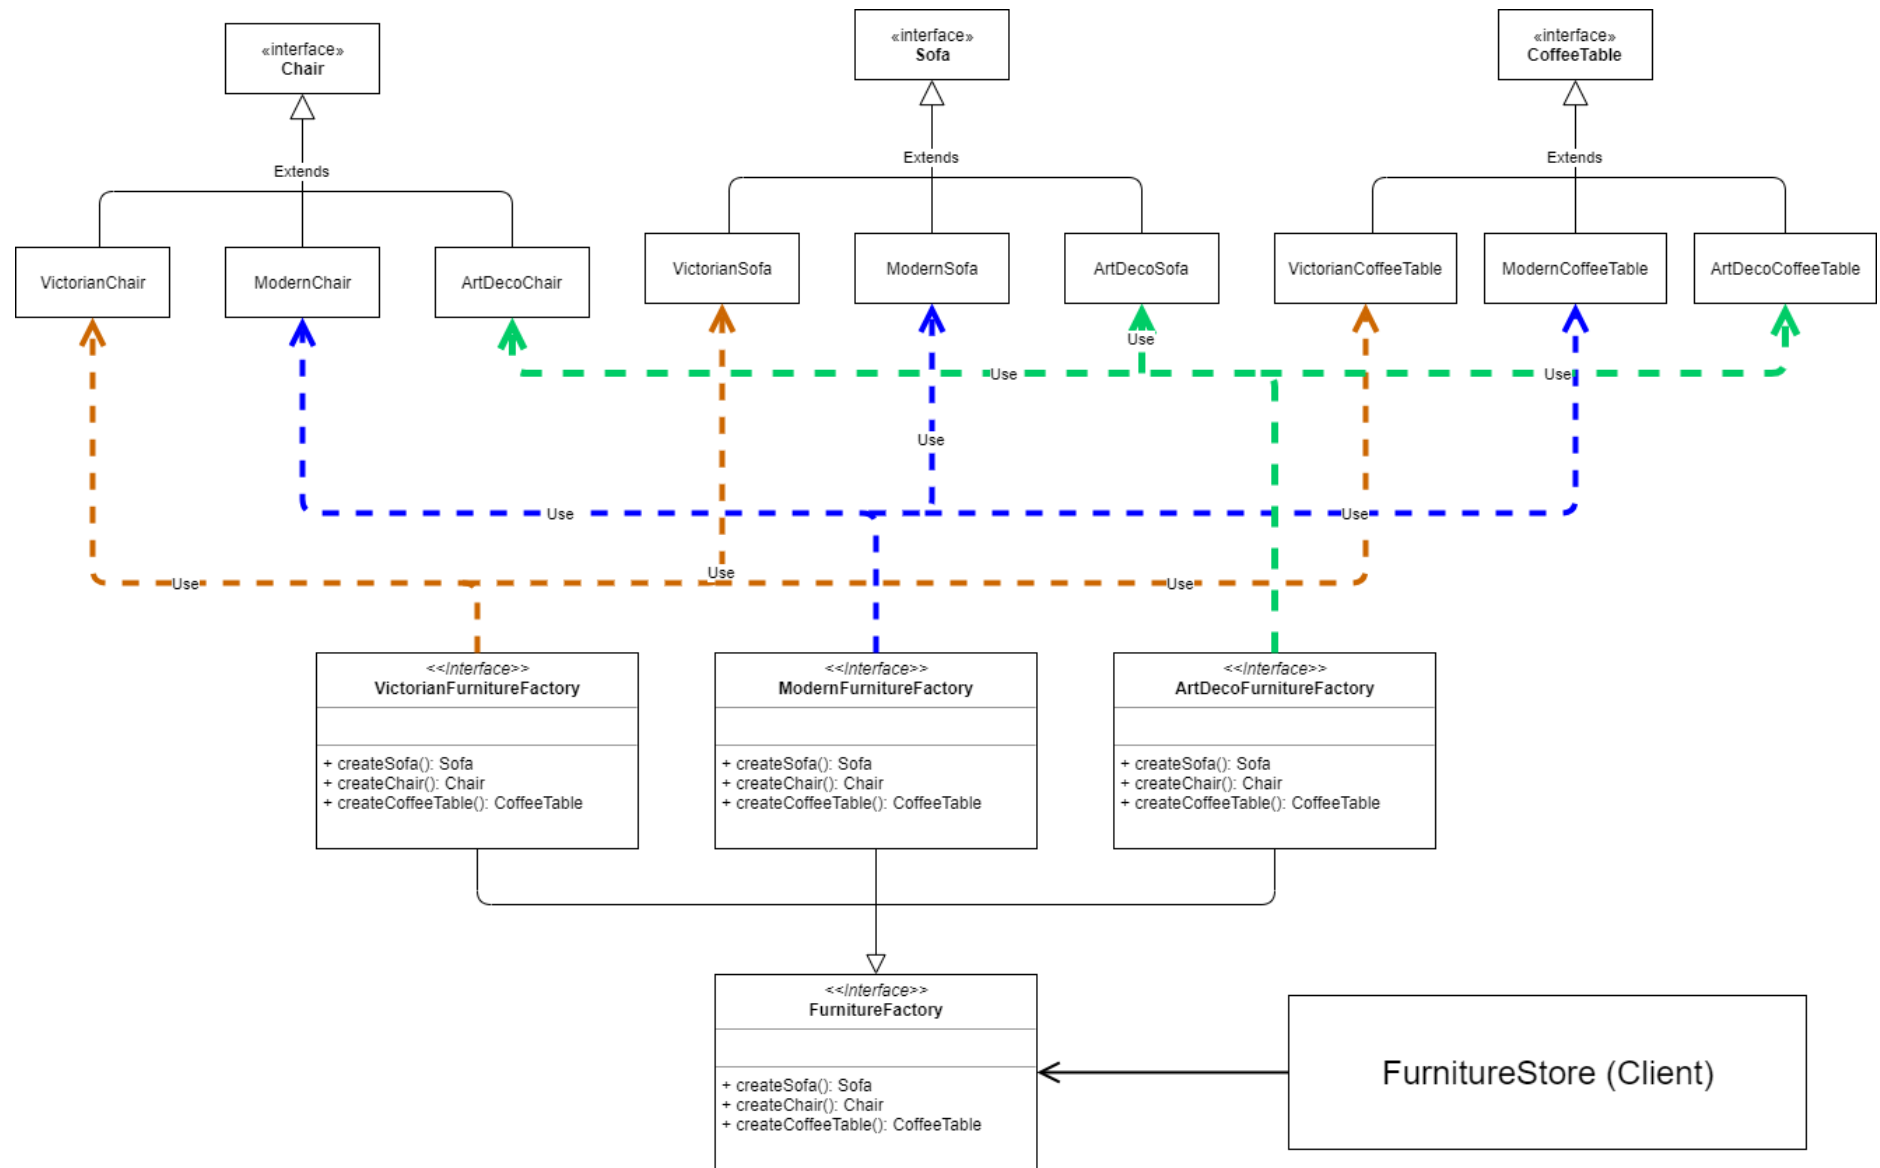 «interface»
Chair
«interface»
Sofa
«interface»
CoffeeTable
Extends
Extends
Extends
VictorianChair
ModernChair
ArtDecoChair
VictorianSofa
ModernSofa
ArtDecoSofa
VictorianCoffeeTable
ModernCoffeeTable
ArtDecoCoffeeTable
Use
Use
Use
Use
Use
Use
Use
Use
Use
<<Interface>>
VictorianFurnitureFactory
+ createSofa(): Sofa
+ createChair(): Chair
+ createCoffeeTable(): CoffeeTable
<<Interface>>
ModernFurnitureFactory
+ createSofa(): Sofa
+ createChair(): Chair
+ createCoffeeTable(): CoffeeTable
<<Interface>>
ArtDecoFurnitureFactory
+ createSofa(): Sofa
+ createChair(): Chair
+ createCoffeeTable(): CoffeeTable
<<Interface>>
FurnitureFactory
+ createSofa(): Sofa
+ createChair(): Chair
+ createCoffeeTable(): CoffeeTable
FurnitureStore (Client)